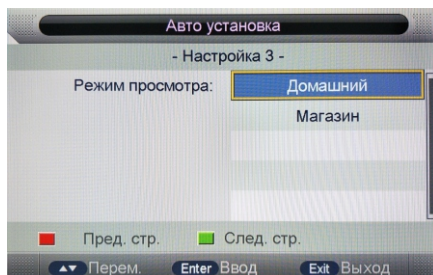 Авто установка
- Настройка 3 -
Режим просмотра: Домашний
Магазин
Пред. стр. След. стр.
Перем. Enter Ввод Exit Выход